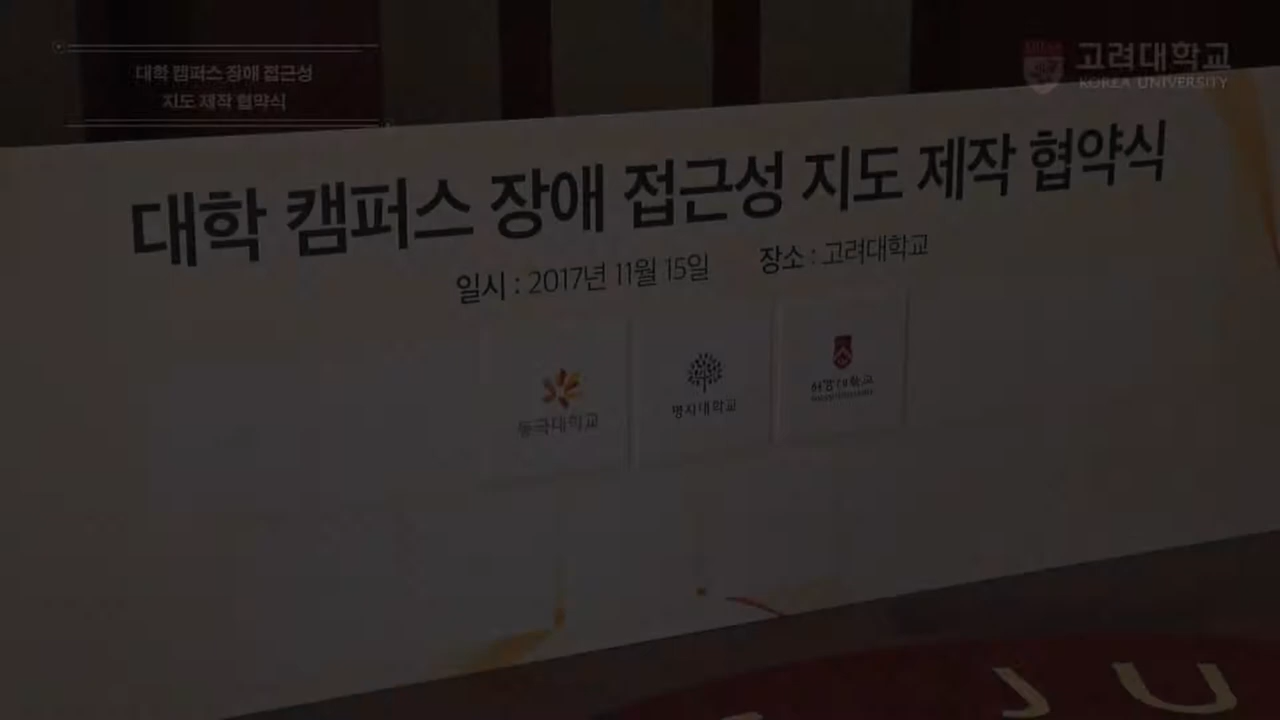 대학 캠퍼스 장애 접근성
지도 제작 협약식
고려대학교
KOREA UNIVERSITY
대학 캠퍼스 장애 접근성 지도 제작 협약식
일시 : 2017년 11월 15일 장소 : 고려대학교
동국대학교
명지대학교
대학교
U